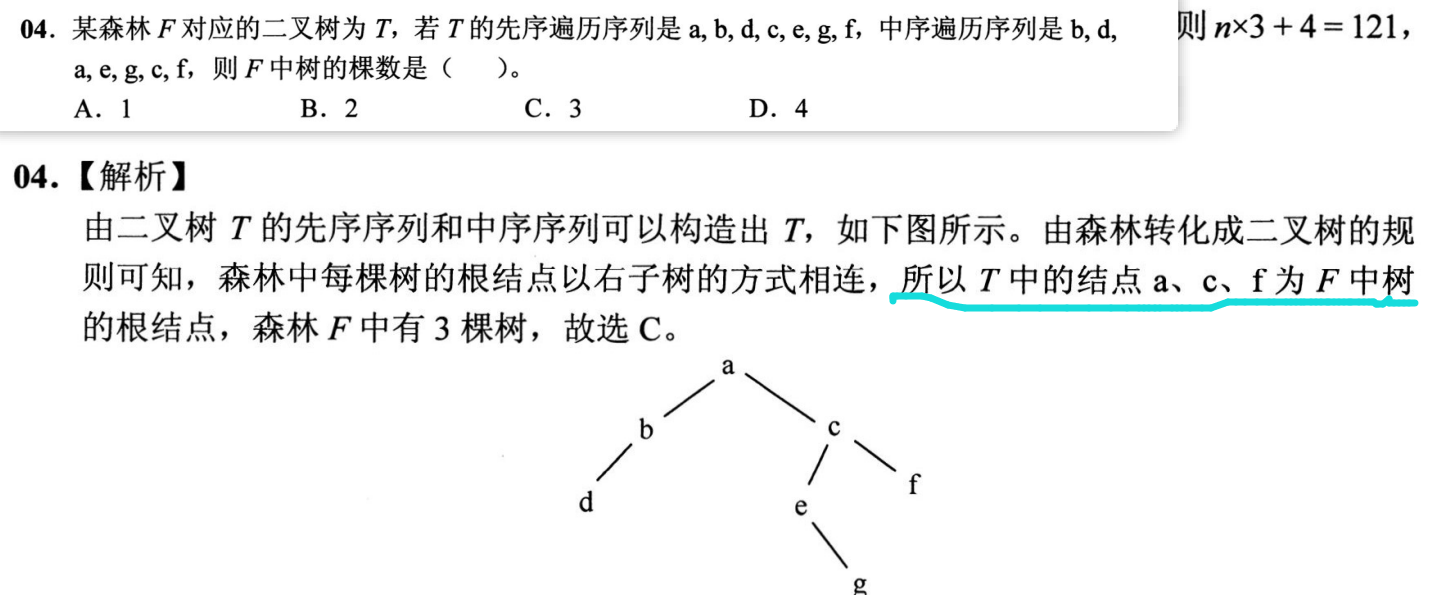 04. 某森林 F 对应的二叉树为 T，若 T 的先序遍历序列是 a, b, d, c, e, g, f，中序遍历序列是 b, d,
a, e, g, c, f，则 F 中树的棵数是（ ）。
A. 1 B. 2 C. 3 D. 4
则 n×3 + 4 = 121，
04.【解析】
由二叉树 T 的先序序列和中序序列可以构造出 T，如下图所示。由森林转化成二叉树的规
则可知，森林中每棵树的根结点以右子树的方式相连，所以 T 中的结点 a、c、f 为 F 中树
的根结点，森林 F 中有 3 棵树，故选 C。
a
b c
d e f
g